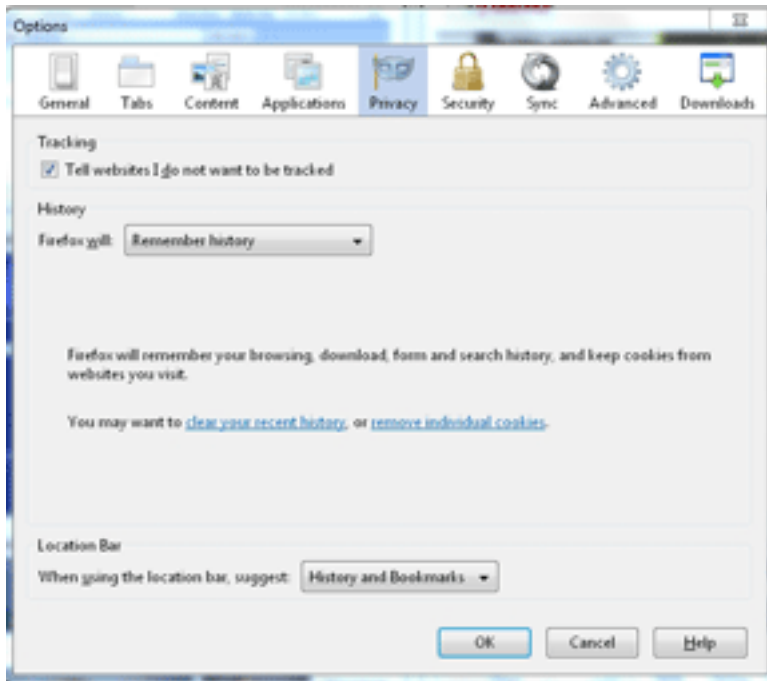 Options
General Tabs Content Applications Privacy Security Sync Advanced Downloads
Tracking
Tell websites I do not want to be tracked
History
Firefox will: Remember history
Firefox will remember your browsing, download, form and search history, and keep cookies from
websites you visit.
You may want to clear your recent history, or remove individual cookies.
Location Bar
When using the location bar, suggest: History and Bookmarks
OK Cancel Help